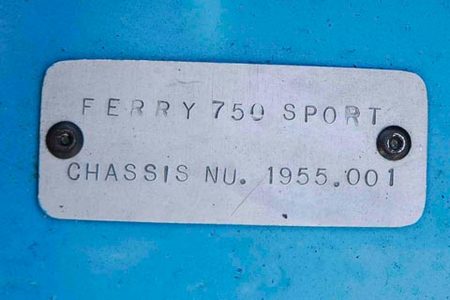 FERRY 750 SPORT
CHASSIS NU. 1955.001